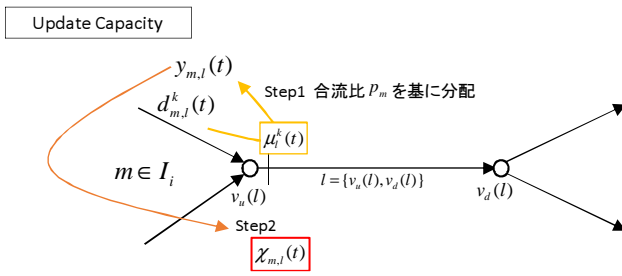 Update Capacity
y_{m,l}(t)
Step1 合流比 p_m を基に分配
d^k_{m,l}(t)
μ^k_l(t)
m ∈ I_i
l = {v_u(l), v_d(l)}
v_u(l)
v_d(l)
Step2
χ_{m,l}(t)